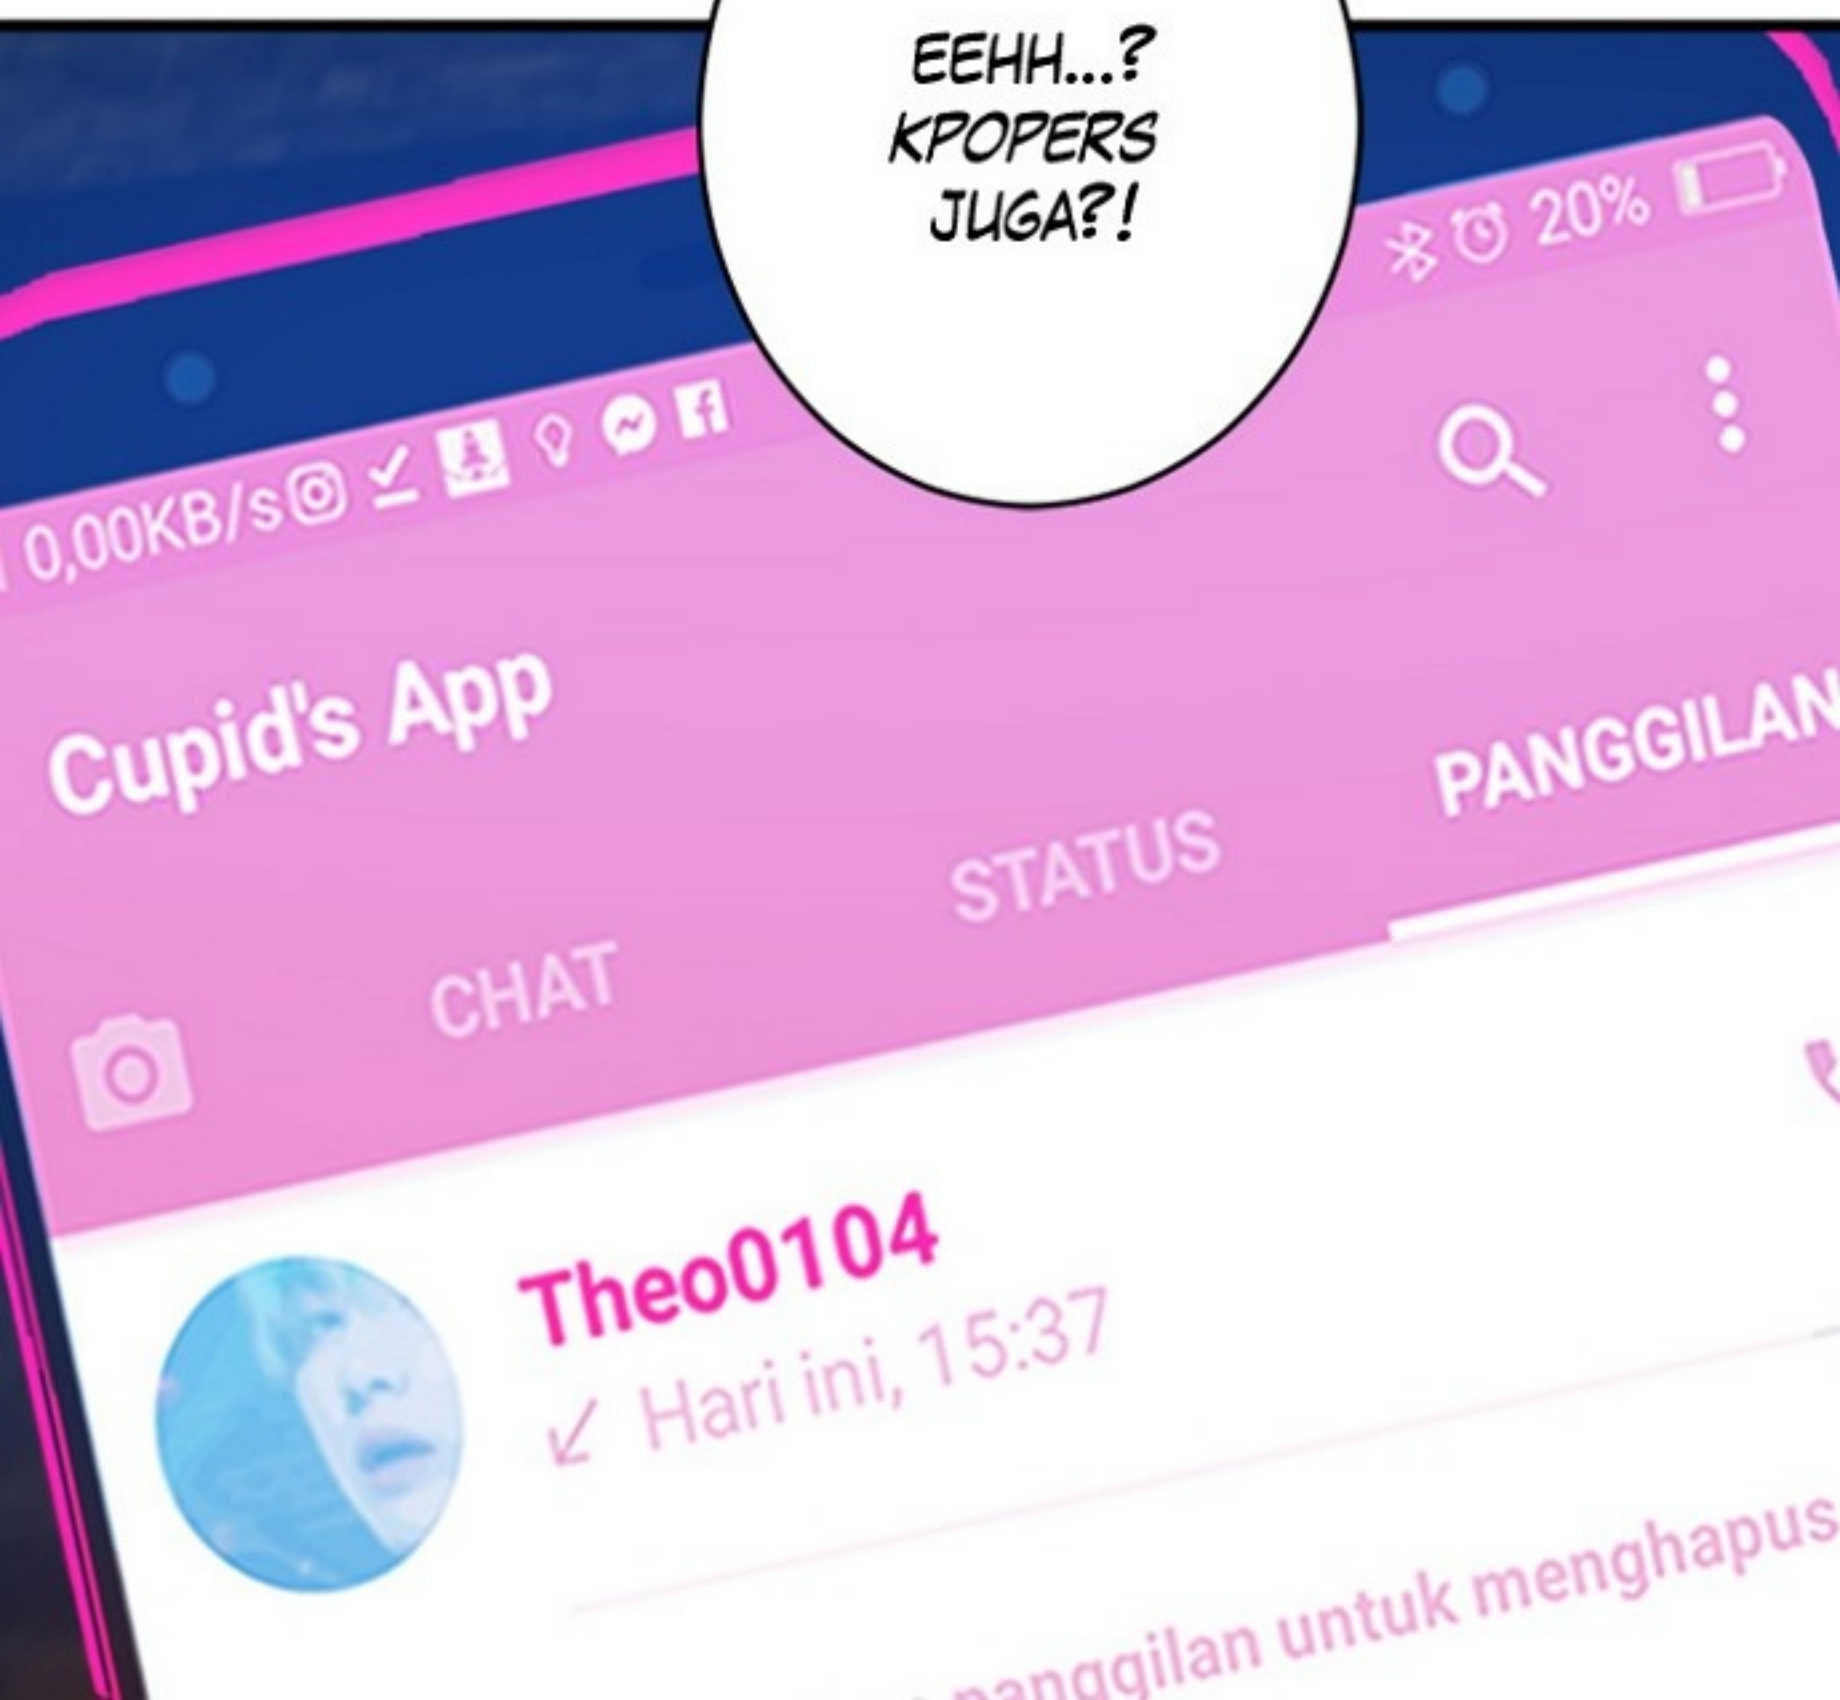 EEHH...?
KPOPERS
JUGA?!
20%
0,00KB/s
Cupid's App
CHAT
STATUS
PANGGILAN
Theo0104
Hari ini, 15:37
panggilan untuk menghapus